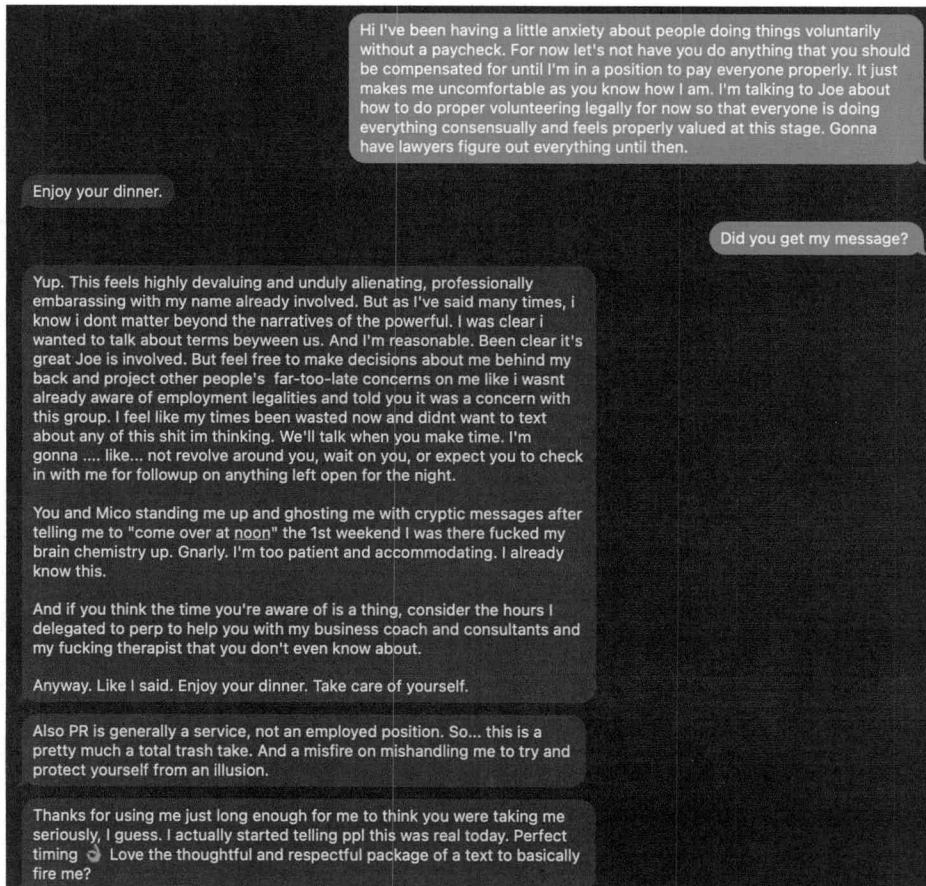 Hi I've been having a little anxiety about people doing things voluntarily
without a paycheck. For now let's not have you do anything that you should
be compensated for until I'm in a position to pay everyone properly. It just
makes me uncomfortable as you know how I am. I'm talking to Joe about
how to do proper volunteering legally for now so that everyone is doing
everything consensually and feels properly valued at this stage. Gonna
have lawyers figure out everything until then.
Enjoy your dinner.
Did you get my message?
Yup. This feels highly devaluing and unduly alienating, professionally
embarassing with my name already involved. But as I've said many times, i
know i dont matter beyond the narratives of the powerful. I was clear i
wanted to talk about terms beyween us. And I'm reasonable. Been clear it's
great Joe is involved. But feel free to make decisions about me behind my
back and project other people's far-too-late concerns on me like i wasnt
already aware of employment legalities and told you it was a concern with
this group. I feel like my times been wasted now and didnt want to text
about any of this shit im thinking. We'll talk when you make time. I'm
gonna .... like... not revolve around you, wait on you, or expect you to check
in with me for followup on anything left open for the night.
You and Mico standing me up and ghosting me with cryptic messages after
telling me to "come over at noon" the 1st weekend I was there fucked my
brain chemistry up. Gnarly. I'm too patient and accommodating. I already
know this.
And if you think the time you're aware of is a thing, consider the hours I
delegated to perp to help you with my business coach and consultants and
my fucking therapist that you don't even know about.
Anyway. Like I said. Enjoy your dinner. Take care of yourself.
Also PR is generally a service, not an employed position. So... this is a
pretty much a total trash take. And a misfire on mishandling me to try and
protect yourself from an illusion.
Thanks for using me just long enough for me to think you were taking me
seriously, I guess. I actually started telling ppl this was real today. Perfect
timing 👌 Love the thoughtful and respectful package of a text to basically
fire me?